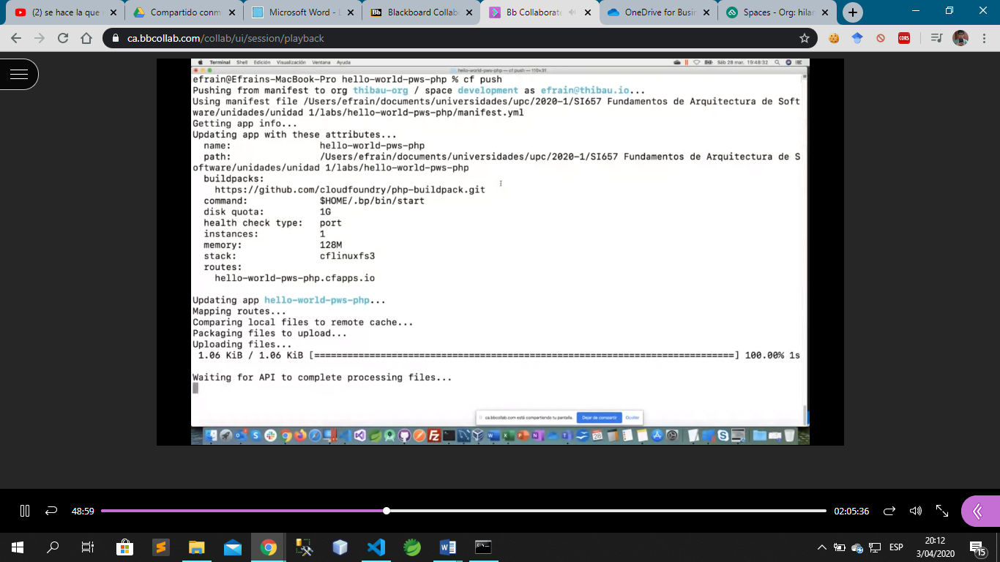 (2) se hace la que
Compartido conm
Microsoft Word - L
Blackboard Collab
Bb Collaborate
OneDrive for Busin
Spaces - Org: hilar
ca.bbcollab.com/collab/ui/session/playback
CORS
Terminal Shell Edición Visualización Ventana Ayuda
Sáb 28 mar. 19:48:32
hello-world-pws-php — cf push — 110×31
efrain@Efrains-MacBook-Pro hello-world-pws-php % cf push
Pushing from manifest to org thibau-org / space development as efrain@thibau.io...
Using manifest file /Users/efrain/documents/universidades/upc/2020-1/SI657 Fundamentos de Arquitectura de Soft
ware/unidades/unidad 1/labs/hello-world-pws-php/manifest.yml
Getting app info...
Updating app with these attributes...
name: hello-world-pws-php
path: /Users/efrain/documents/universidades/upc/2020-1/SI657 Fundamentos de Arquitectura de S
oftware/unidades/unidad 1/labs/hello-world-pws-php
buildpacks:
https://github.com/cloudfoundry/php-buildpack.git
command: $HOME/.bp/bin/start
disk quota: 1G
health check type: port
instances: 1
memory: 128M
stack: cflinuxfs3
routes:
hello-world-pws-php.cfapps.io
Updating app hello-world-pws-php...
Mapping routes...
Comparing local files to remote cache...
Packaging files to upload...
Uploading files...
1.06 KiB / 1.06 KiB [============================================================================] 100.00% 1s
Waiting for API to complete processing files...
ca.bbcollab.com está compartiendo tu pantalla. Dejar de compartir Ocultar
48:59
02:05:36
ESP
20:12
3/04/2020
15